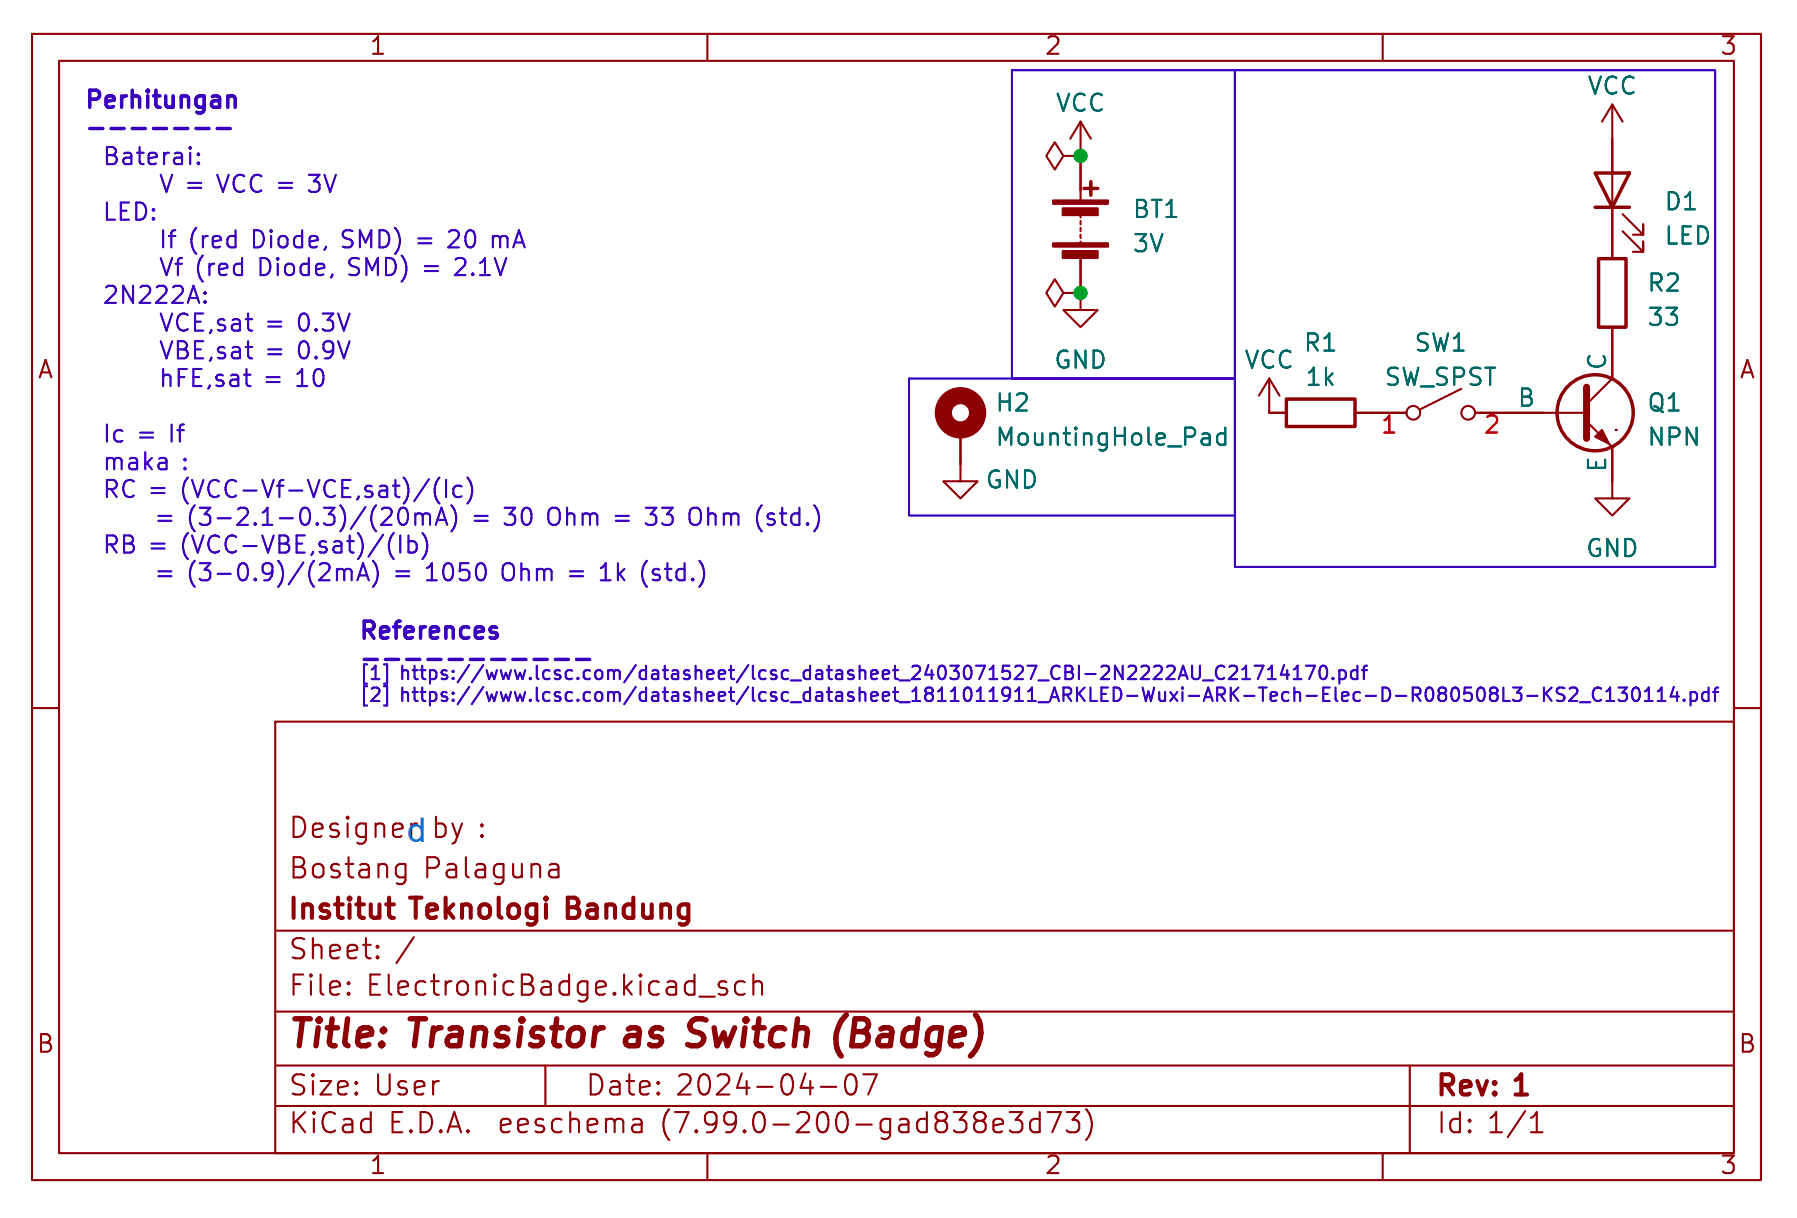 1 2 3
Perhitungan
-------
Baterai:
V = VCC = 3V
LED:
If (red Diode, SMD) = 20 mA
Vf (red Diode, SMD) = 2.1V
2N222A:
VCE,sat = 0.3V
VBE,sat = 0.9V
hFE,sat = 10
Ic = If
maka :
RC = (VCC-Vf-VCE,sat)/(Ic)
= (3-2.1-0.3)/(20mA) = 30 Ohm = 33 Ohm (std.)
RB = (VCC-VBE,sat)/(Ib)
= (3-0.9)/(2mA) = 1050 Ohm = 1k (std.)
VCC
+
BT1
3V
GND
H2
MountingHole_Pad
GND
VCC
D1
LED
R2
33
VCC
R1
1k
SW1
SW_SPST
1 2
B
C
E
Q1
NPN
GND
A A
References
-----------
[1] https://www.lcsc.com/datasheet/lcsc_datasheet_2403071527_CBI-2N2222AU_C21714170.pdf
[2] https://www.lcsc.com/datasheet/lcsc_datasheet_1811011911_ARKLED-Wuxi-ARK-Tech-Elec-D-R080508L3-KS2_C130114.pdf
Designed by :
Bostang Palaguna
Institut Teknologi Bandung
Sheet: /
File: ElectronicBadge.kicad_sch
Title: Transistor as Switch (Badge)
B B
Size: User Date: 2024-04-07 Rev: 1
KiCad E.D.A. eeschema (7.99.0-200-gad838e3d73) Id: 1/1
1 2 3